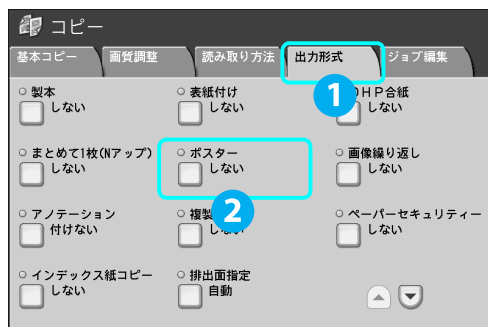 コピー
基本コピー 画質調整 読み取り方法 出力形式 ジョブ編集
1
製本 表紙付け HP合紙
しない しない しない
まとめて1枚(Nアップ) ポスター 画像繰り返し
しない しない しない
2
アノテーション 複製 ペーパーセキュリティー
付けない しない
インデックス紙コピー 排出面指定
しない 自動